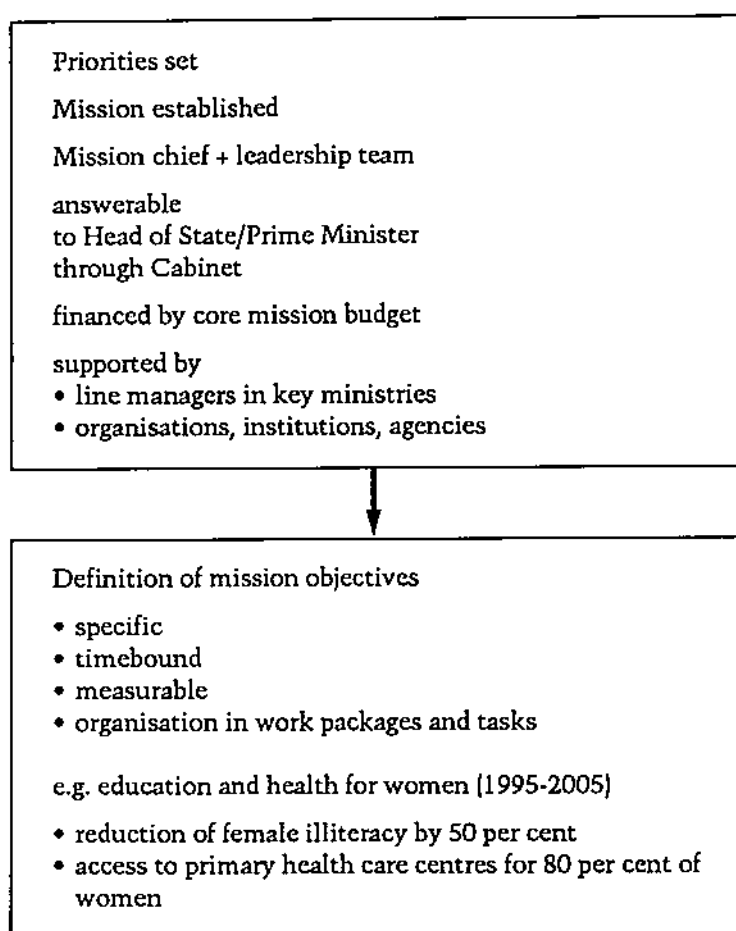 Priorities set
Mission established
Mission chief + leadership team
answerable
to Head of State/Prime Minister
through Cabinet
financed by core mission budget
supported by
• line managers in key ministries
• organisations, institutions, agencies
Definition of mission objectives
• specific
• timebound
• measurable
• organisation in work packages and tasks
e.g. education and health for women (1995-2005)
• reduction of female illiteracy by 50 per cent
• access to primary health care centres for 80 per cent of
women